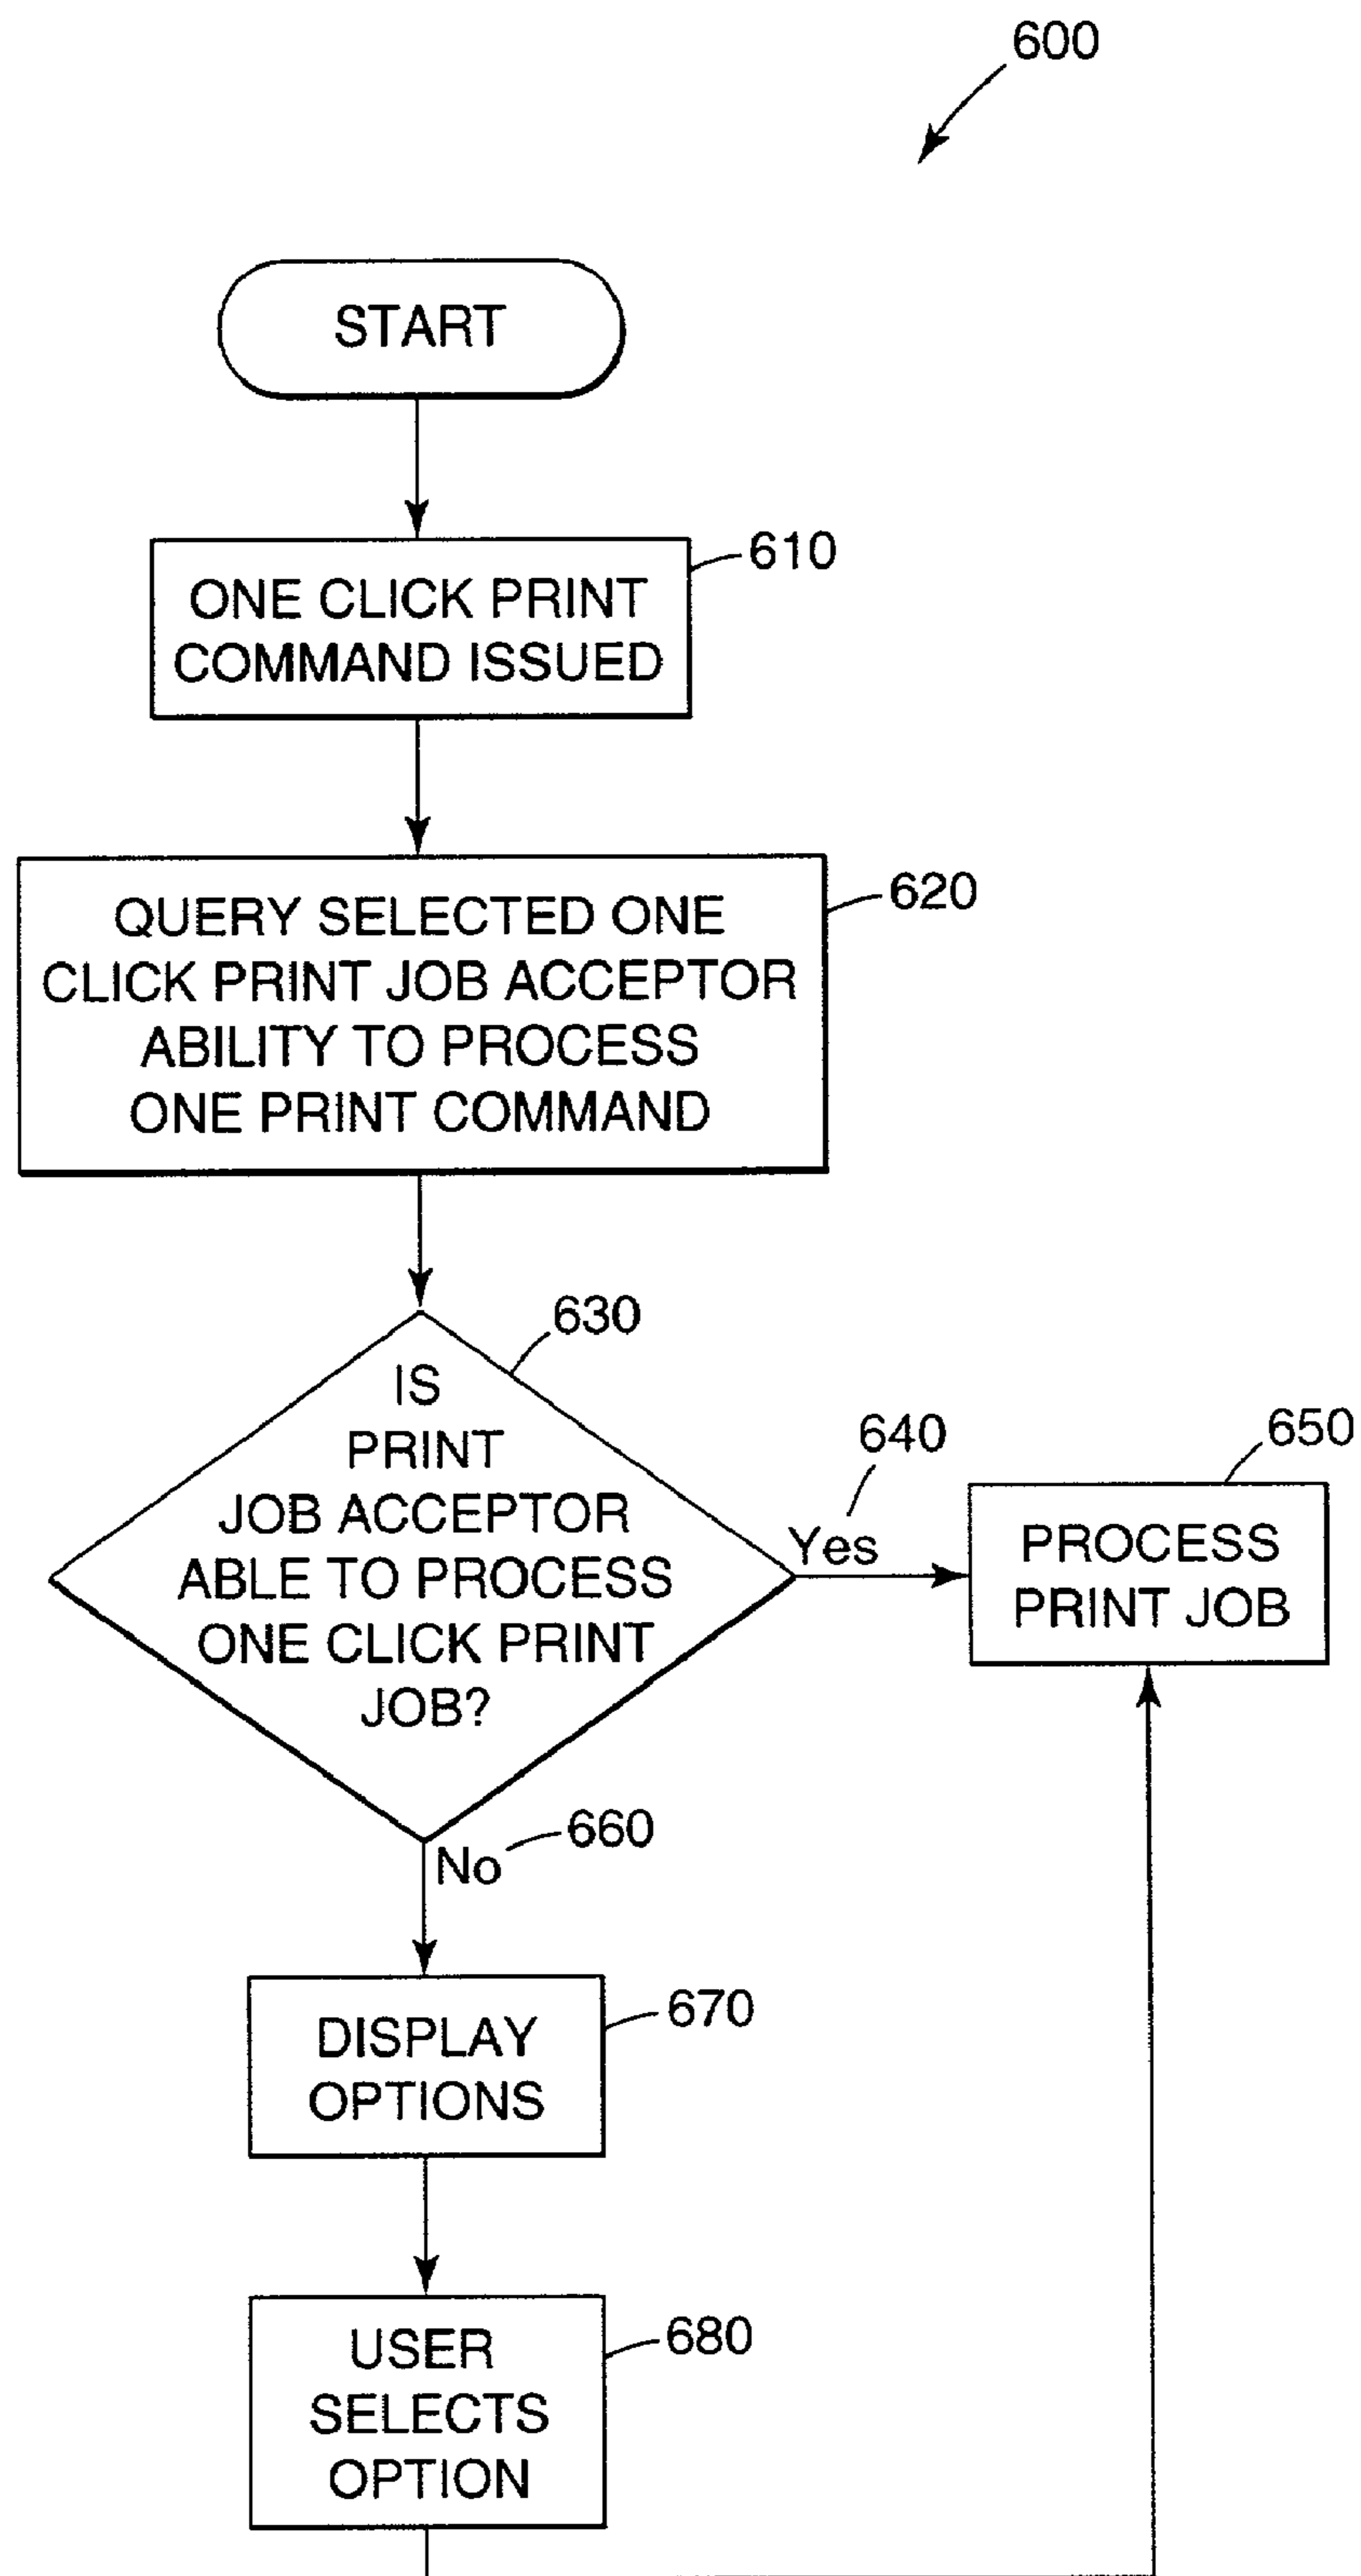 600
START
610
ONE CLICK PRINT
COMMAND ISSUED
620
QUERY SELECTED ONE
CLICK PRINT JOB ACCEPTOR
ABILITY TO PROCESS
ONE PRINT COMMAND
630
IS
PRINT
JOB ACCEPTOR
ABLE TO PROCESS
ONE CLICK PRINT
JOB?
640
Yes
650
PROCESS
PRINT JOB
660
No
670
DISPLAY
OPTIONS
680
USER
SELECTS
OPTION